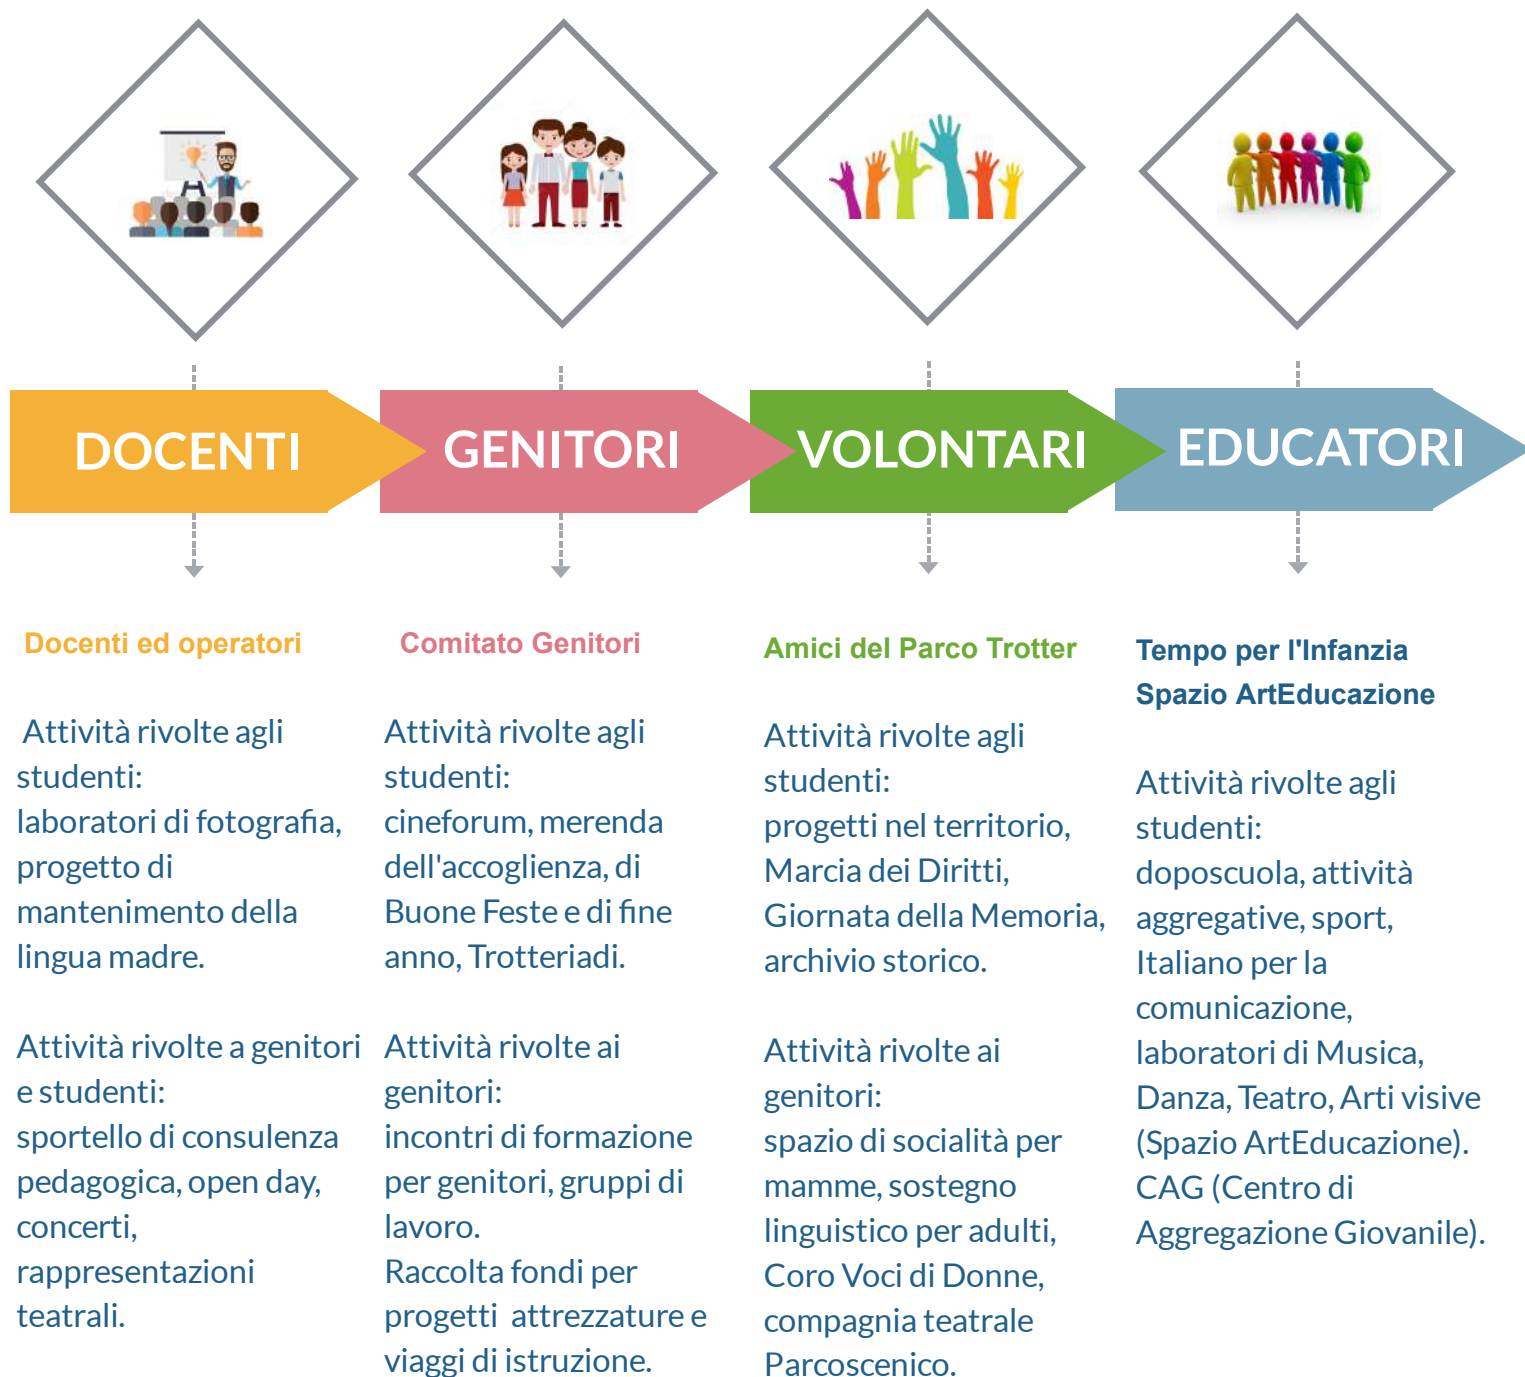 DOCENTI
GENITORI
VOLONTARI
EDUCATORI
Docenti ed operatori
Attività rivolte agli
studenti:
laboratori di fotografia,
progetto di
mantenimento della
lingua madre.
Attività rivolte a genitori
e studenti:
sportello di consulenza
pedagogica, open day,
concerti,
rappresentazioni
teatrali.
Comitato Genitori
Attività rivolte agli
studenti:
cineforum, merenda
dell'accoglienza, di
Buone Feste e di fine
anno, Trotteriadi.
Attività rivolte ai
genitori:
incontri di formazione
per genitori, gruppi di
lavoro.
Raccolta fondi per
progetti  attrezzature e
viaggi di istruzione.
Amici del Parco Trotter
Attività rivolte agli
studenti:
progetti nel territorio,
Marcia dei Diritti,
Giornata della Memoria,
archivio storico.
Attività rivolte ai
genitori:
spazio di socialità per
mamme, sostegno
linguistico per adulti,
Coro Voci di Donne,
compagnia teatrale
Parcoscenico.
Tempo per l'Infanzia
Spazio ArtEducazione
Attività rivolte agli
studenti:
doposcuola, attività
aggregative, sport,
Italiano per la
comunicazione,
laboratori di Musica,
Danza, Teatro, Arti visive
(Spazio ArtEducazione).
CAG (Centro di
Aggregazione Giovanile).